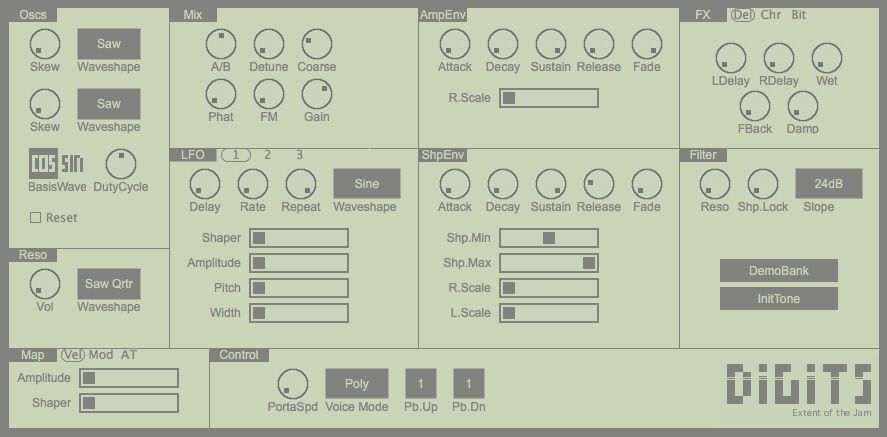 Oscs
Saw
Skew
Waveshape
Saw
Skew
Waveshape
cos sin
BasisWave
DutyCycle
Reset
Reso
Saw Qrtr
Vol
Waveshape
Mix
A/B
Detune
Coarse
Phat
FM
Gain
LFO 1 2 3
Sine
Delay
Rate
Repeat
Waveshape
Shaper
Amplitude
Pitch
Width
AmpEnv
Attack
Decay
Sustain
Release
Fade
R.Scale
ShpEnv
Attack
Decay
Sustain
Release
Fade
Shp.Min
Shp.Max
R.Scale
L.Scale
FX Del Chr Bit
LDelay
RDelay
Wet
FBack
Damp
Filter
24dB
Reso
Shp.Lock
Slope
DemoBank
InitTone
Map Vel Mod AT
Amplitude
Shaper
Control
Poly
1
1
PortaSpd
Voice Mode
Pb.Up
Pb.Dn
DiGiTS
Extent of the Jam